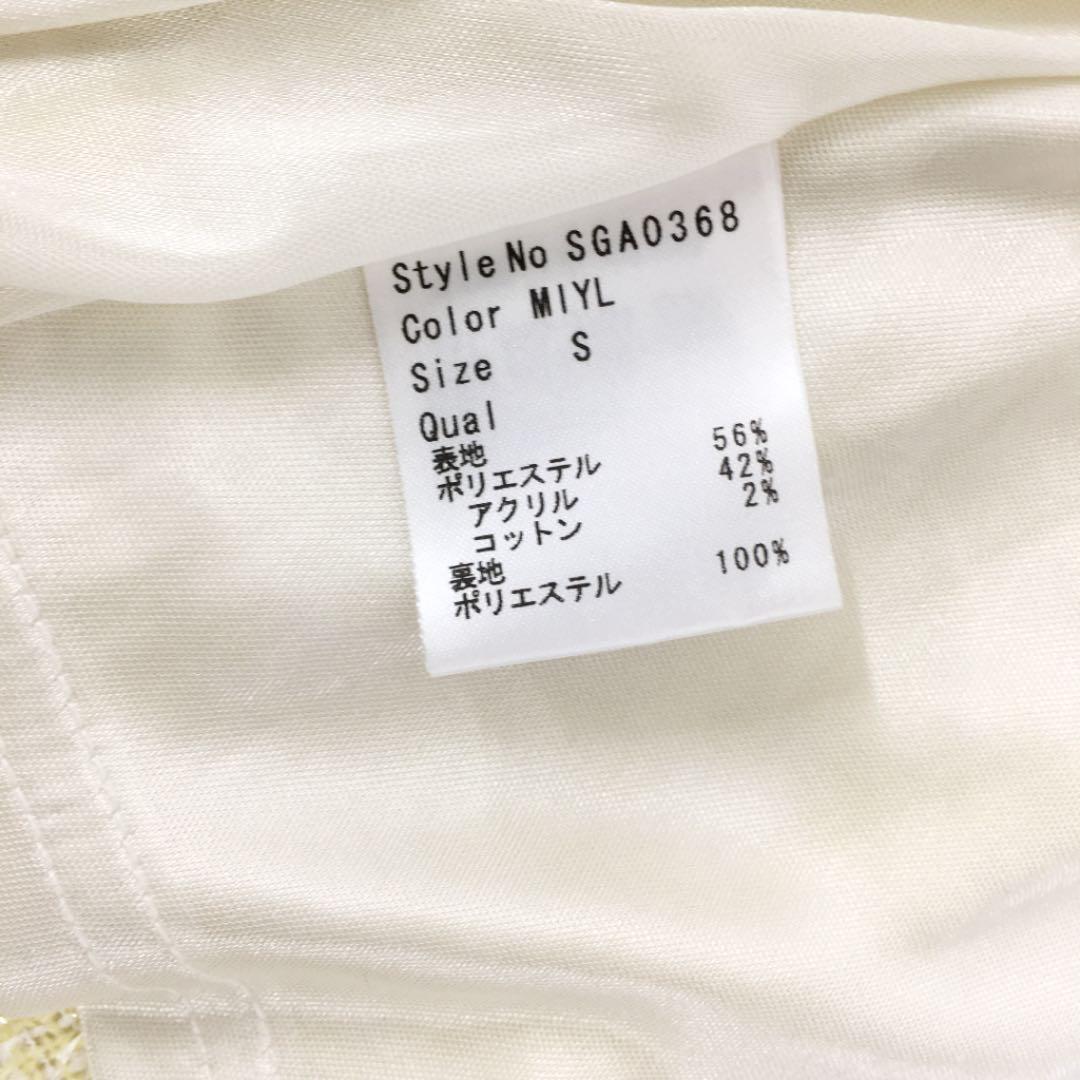 Style No SGA0368
Color MIYL
Size S
Qual
表地
ポリエステル 56%
アクリル 42%
コットン 2%
裏地
ポリエステル 100%